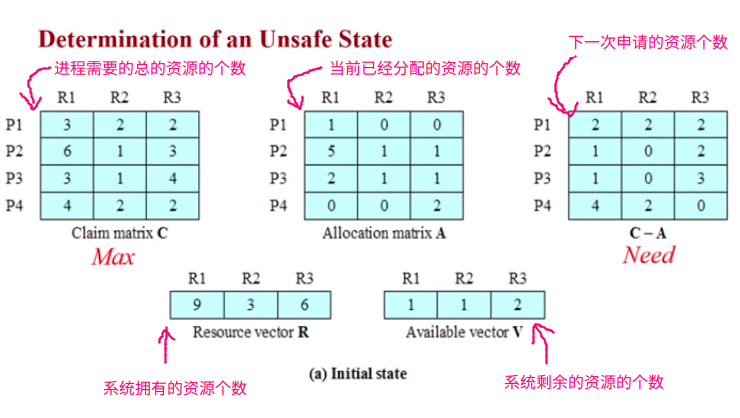 Determination of an Unsafe State
下一次申请的资源个数
进程需要的总的资源的个数
当前已经分配的资源的个数
R1 R2 R3 R1 R2 R3 R1 R2 R3
P1 3 2 2 P1 1 0 0 P1 2 2 2
P2 6 1 3 P2 5 1 1 P2 1 0 2
P3 3 1 4 P3 2 1 1 P3 1 0 3
P4 4 2 2 P4 0 0 2 P4 4 2 0
Claim matrix C Allocation matrix A C – A
Max Need
R1 R2 R3 R1 R2 R3
9 3 6 1 1 2
Resource vector R Available vector V
(a) Initial state
系统拥有的资源个数
系统剩余的资源的个数